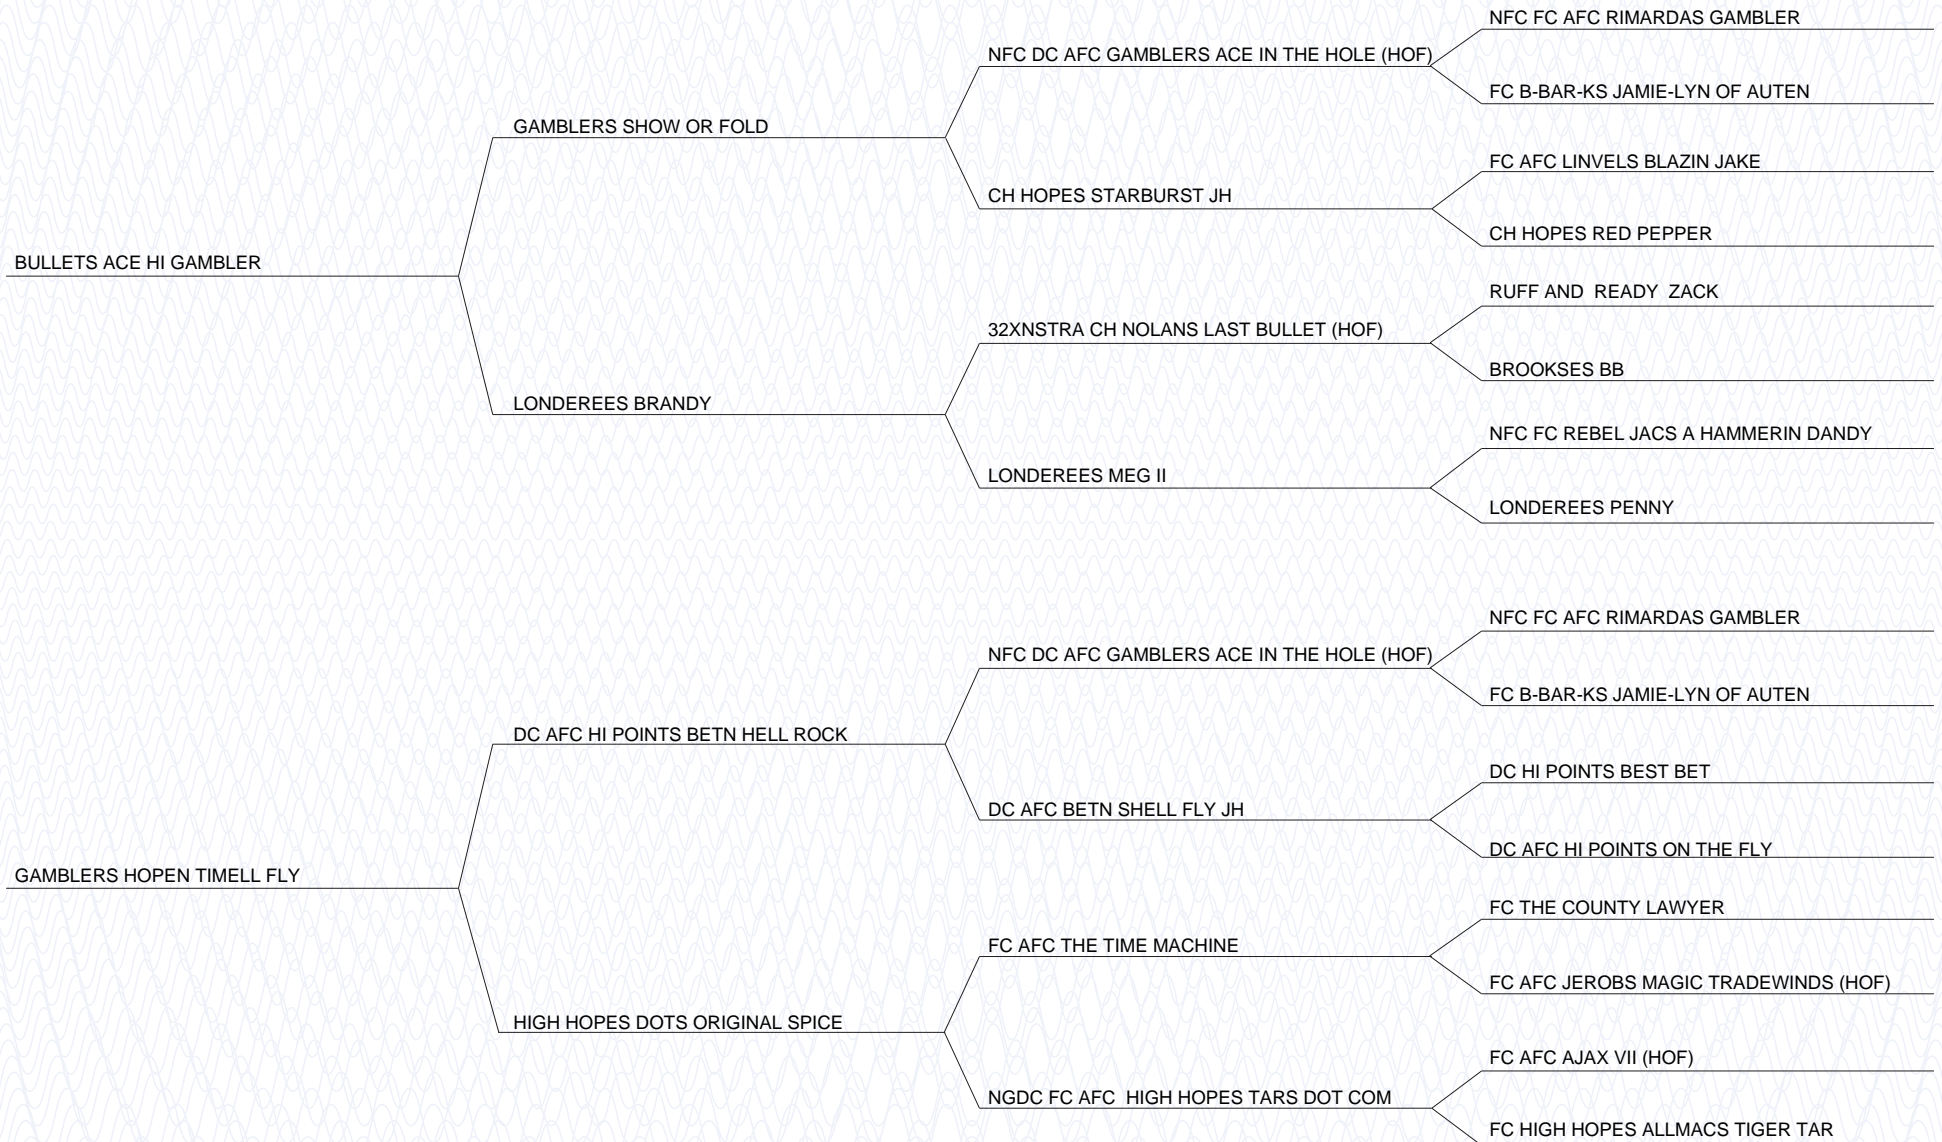 NFC FC AFC RIMARDAS GAMBLER
NFC DC AFC GAMBLERS ACE IN THE HOLE (HOF)
FC B-BAR-KS JAMIE-LYN OF AUTEN
GAMBLERS SHOW OR FOLD
FC AFC LINVELS BLAZIN JAKE
CH HOPES STARBURST JH
CH HOPES RED PEPPER
BULLETS ACE HI GAMBLER
RUFF AND  READY  ZACK
32XNSTRA CH NOLANS LAST BULLET (HOF)
BROOKSES BB
LONDEREES BRANDY
NFC FC REBEL JACS A HAMMERIN DANDY
LONDEREES MEG II
LONDEREES PENNY
NFC FC AFC RIMARDAS GAMBLER
NFC DC AFC GAMBLERS ACE IN THE HOLE (HOF)
FC B-BAR-KS JAMIE-LYN OF AUTEN
DC AFC HI POINTS BETN HELL ROCK
DC HI POINTS BEST BET
DC AFC BETN SHELL FLY JH
DC AFC HI POINTS ON THE FLY
GAMBLERS HOPEN TIMELL FLY
FC THE COUNTY LAWYER
FC AFC THE TIME MACHINE
FC AFC JEROBS MAGIC TRADEWINDS (HOF)
HIGH HOPES DOTS ORIGINAL SPICE
FC AFC AJAX VII (HOF)
NGDC FC AFC  HIGH HOPES TARS DOT COM
FC HIGH HOPES ALLMACS TIGER TAR